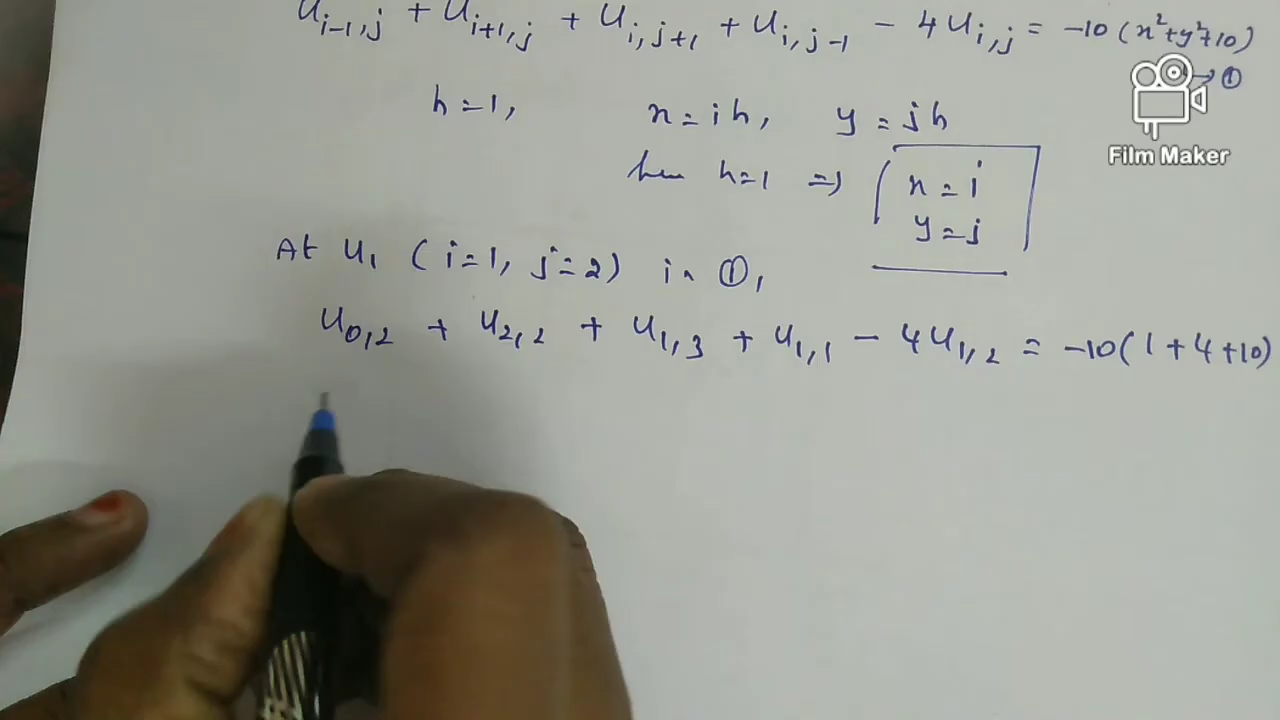 u_{i-1,j} + u_{i+1,j} + u_{i,j+1} + u_{i,j-1} - 4u_{i,j} = -10(x²+y²+10)
→ ①
h=1, x=ih, y=jh
Film Maker
h=1 ⇒ x=i
y=j
At u₁ (i=1, j=2) in ①,
u_{0,2} + u_{2,2} + u_{1,3} + u_{1,1} - 4u_{1,2} = -10(1+4+10)